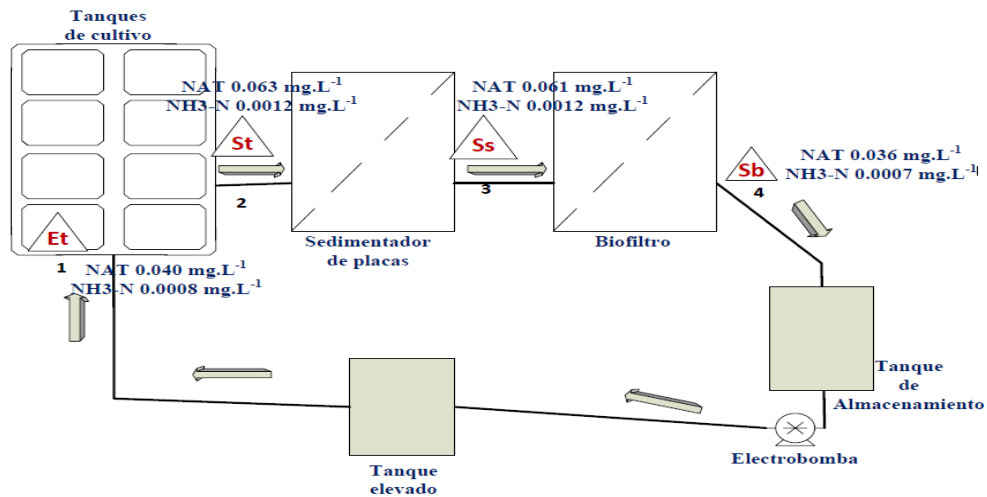 Tanques
de cultivo
NAT 0.063 mg.L-1
NH3-N 0.0012 mg.L-1
St
2
NAT 0.061 mg.L-1
NH3-N 0.0012 mg.L-1
Ss
3
Sb
4
NAT 0.036 mg.L-1
NH3-N 0.0007 mg.L-1
Et
1
NAT 0.040 mg.L-1
NH3-N 0.0008 mg.L-1
Sedimentador
de placas
Biofiltro
Tanque
de
Almacenamiento
Electrobomba
Tanque
elevado